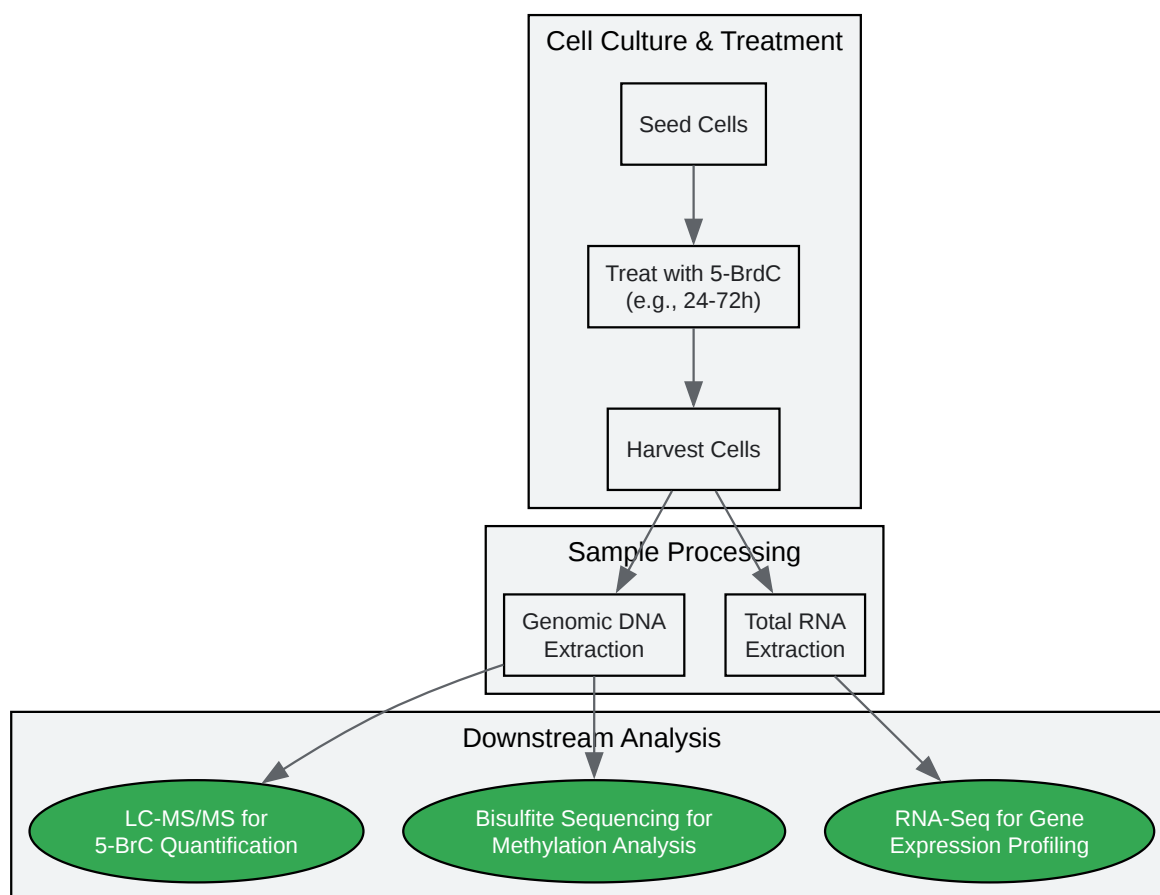 Cell Culture & Treatment
Seed Cells
Treat with 5-BrdC
(e.g., 24-72h)
Harvest Cells
Sample Processing
Genomic DNA
Extraction
Total RNA
Extraction
Downstream Analysis
LC-MS/MS for
5-BrC Quantification
Bisulfite Sequencing for
Methylation Analysis
RNA-Seq for Gene
Expression Profiling